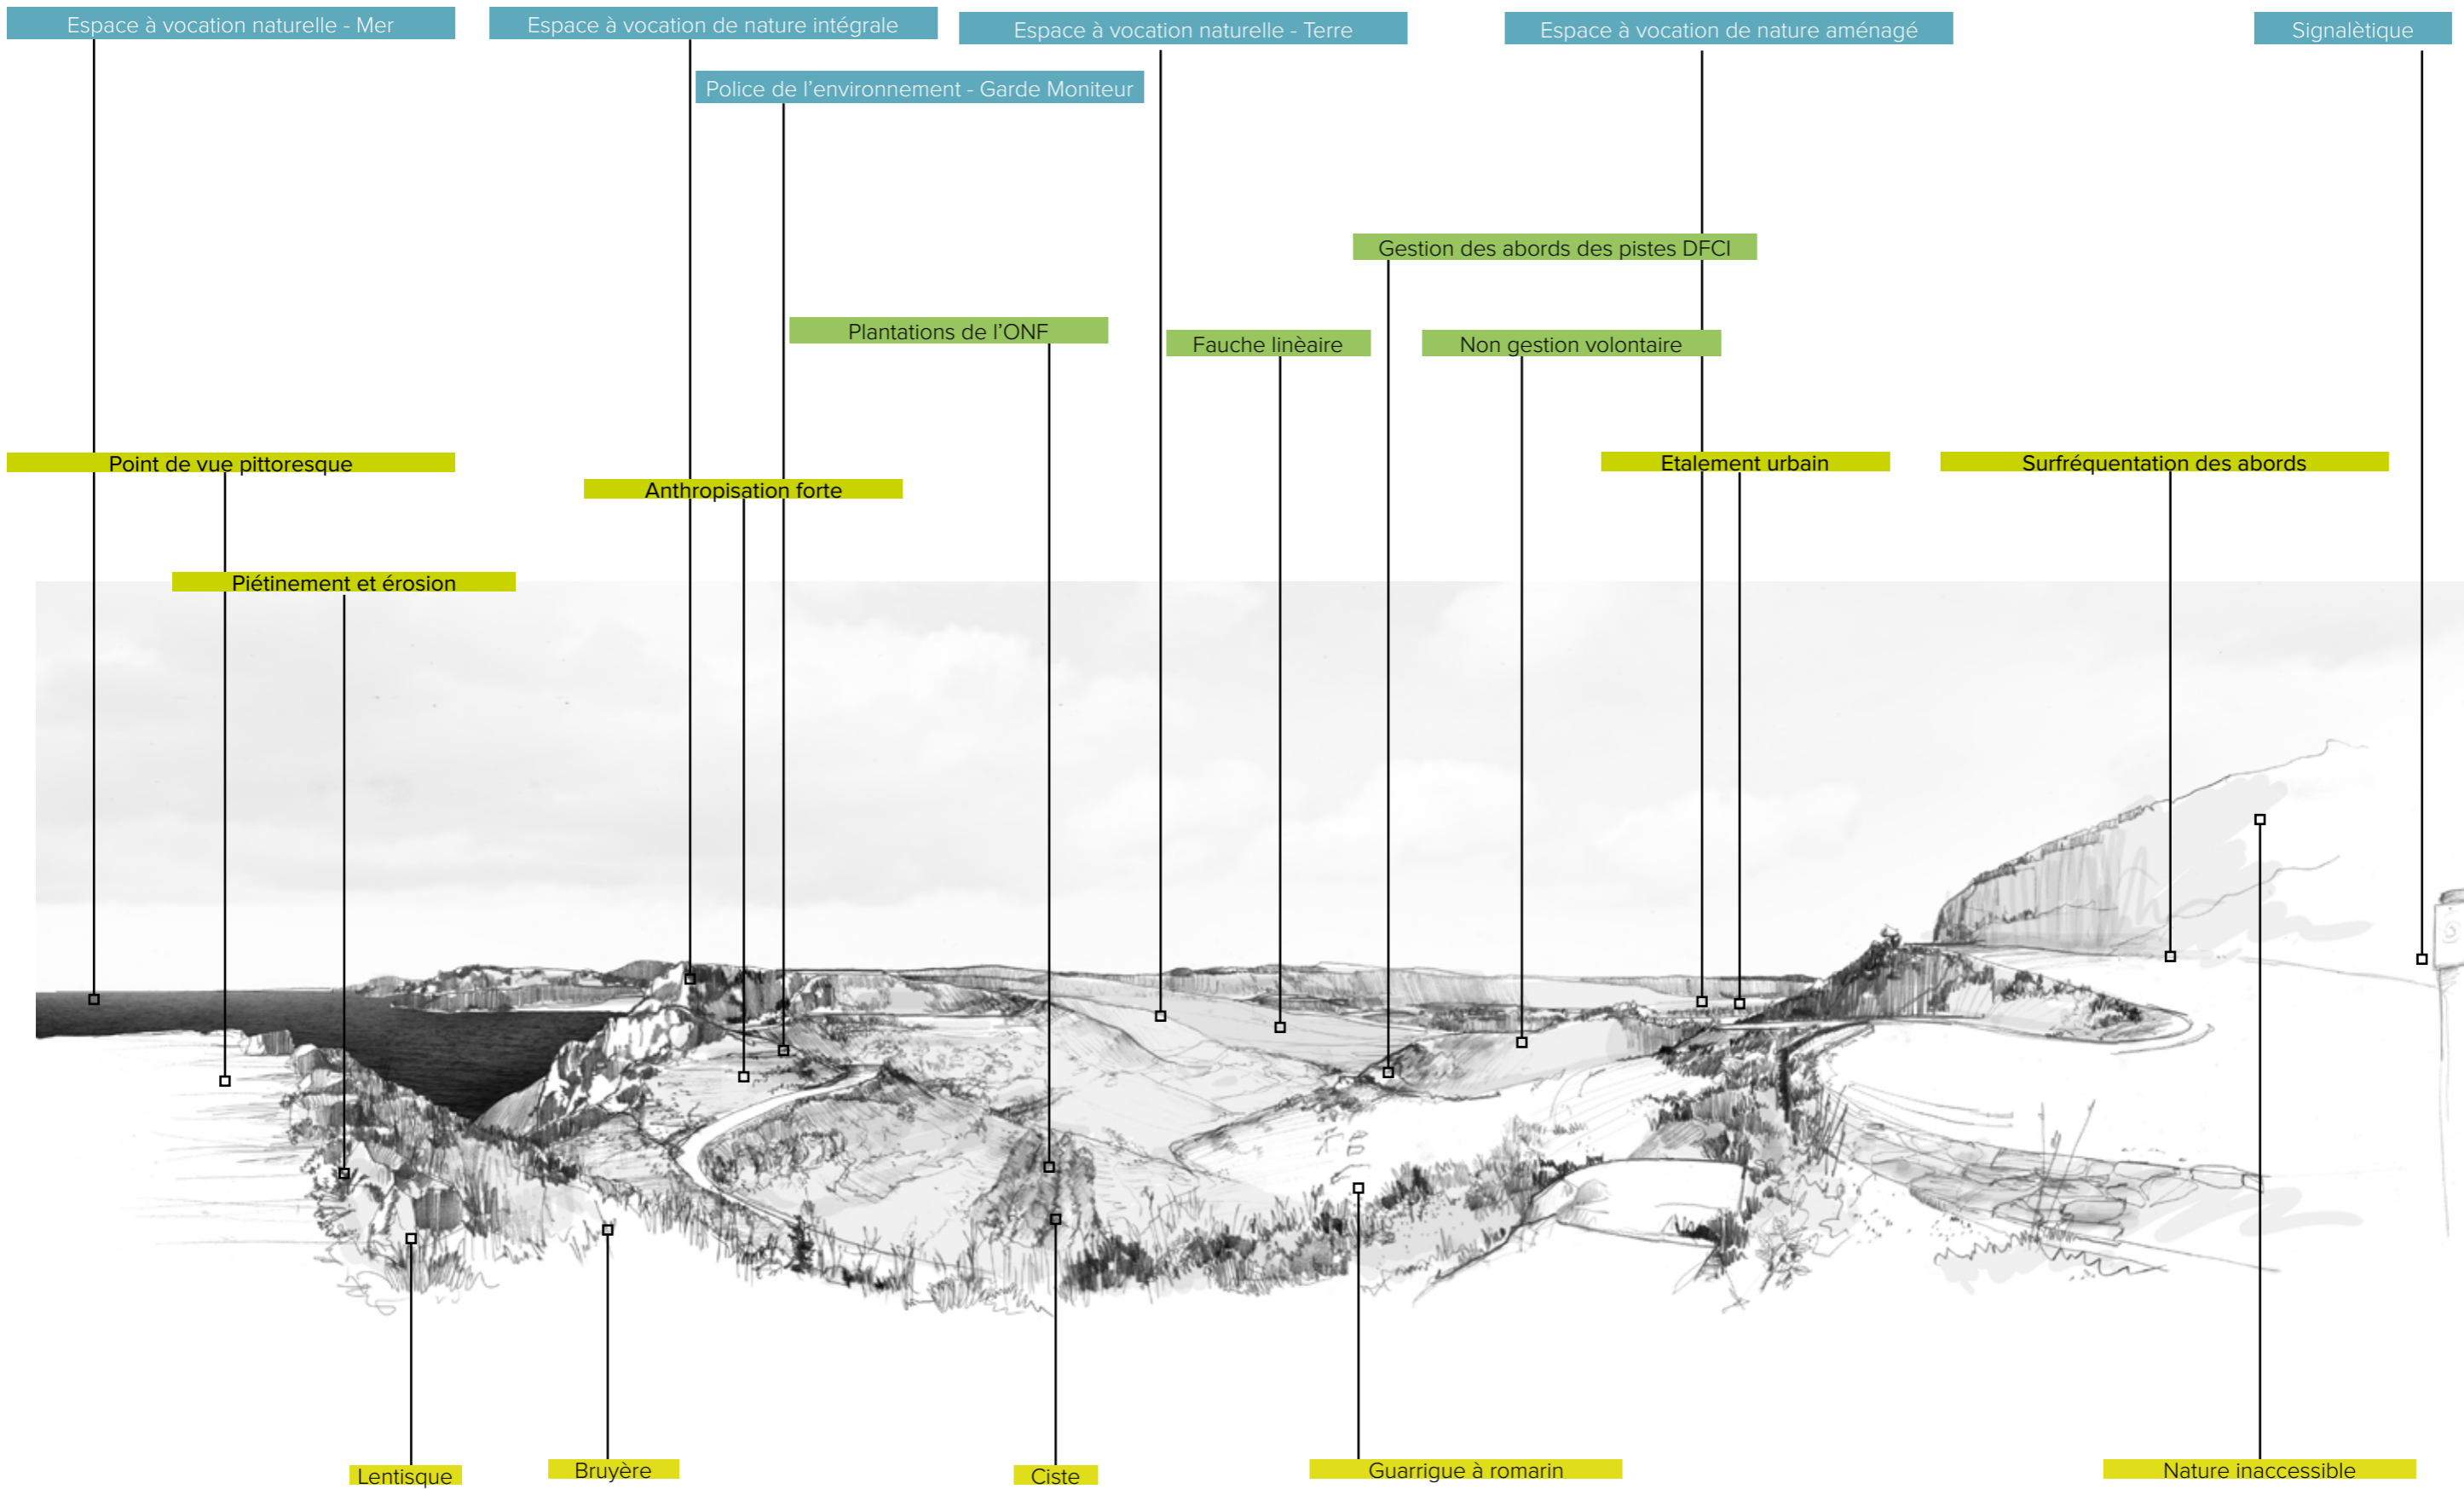 Espace à vocation naturelle - Mer
Espace à vocation de nature intégrale
Espace à vocation naturelle - Terre
Espace à vocation de nature aménagé
Signalètique
Police de l'environnement - Garde Moniteur
Gestion des abords des pistes DFCI
Plantations de l'ONF
Fauche linèaire
Non gestion volontaire
Point de vue pittoresque
Anthropisation forte
Etalement urbain
Surfréquentation des abords
Piétinement et érosion
Lentisque
Bruyère
Ciste
Guarrigue à romarin
Nature inaccessible